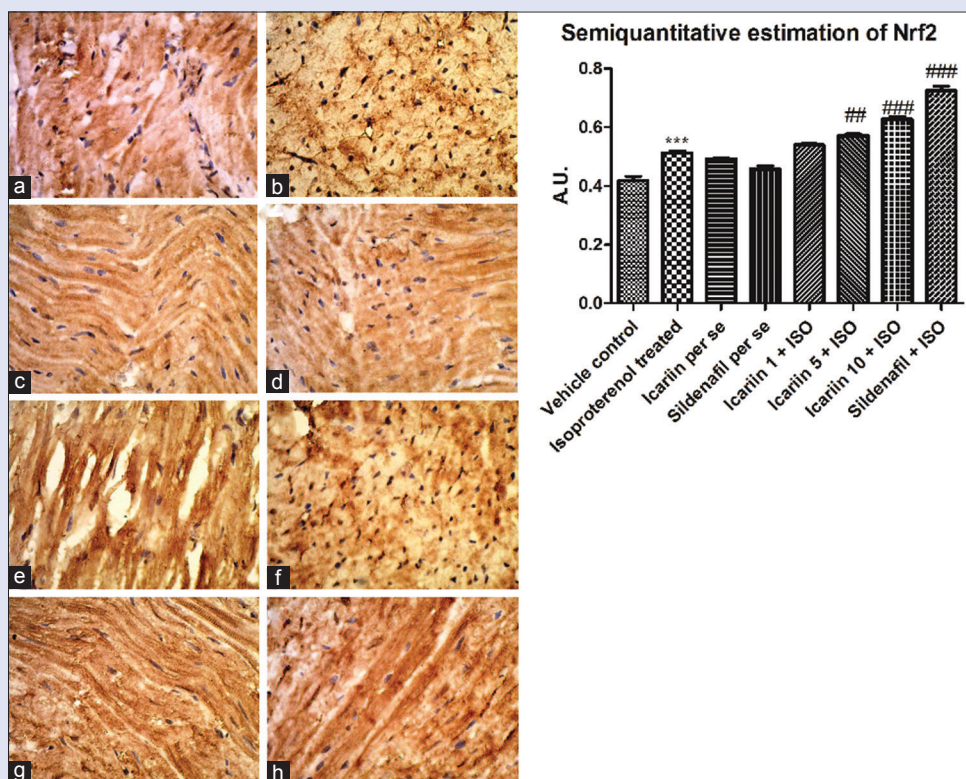 a
b
c
d
e
f
g
h
Semiquantitative estimation of Nrf2
A.U.
0.8
0.6
0.4
0.2
0.0
***
##
###
###
Vehicle control
Isoproterenol treated
Icariin per se
Sildenafil per se
Icariin 1 + ISO
Icariin 5 + ISO
Icariin 10 + ISO
Sildenafil + ISO